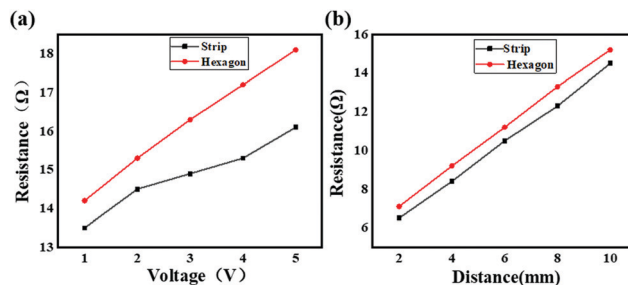 (a)
Strip
Hexagon
Resistance（Ω）
18
17
16
15
14
13
1 2 3 4 5
Voltage（V）
(b)
Strip
Hexagon
Resistance(Ω)
16
14
12
10
8
6
2 4 6 8 10
Distance(mm)